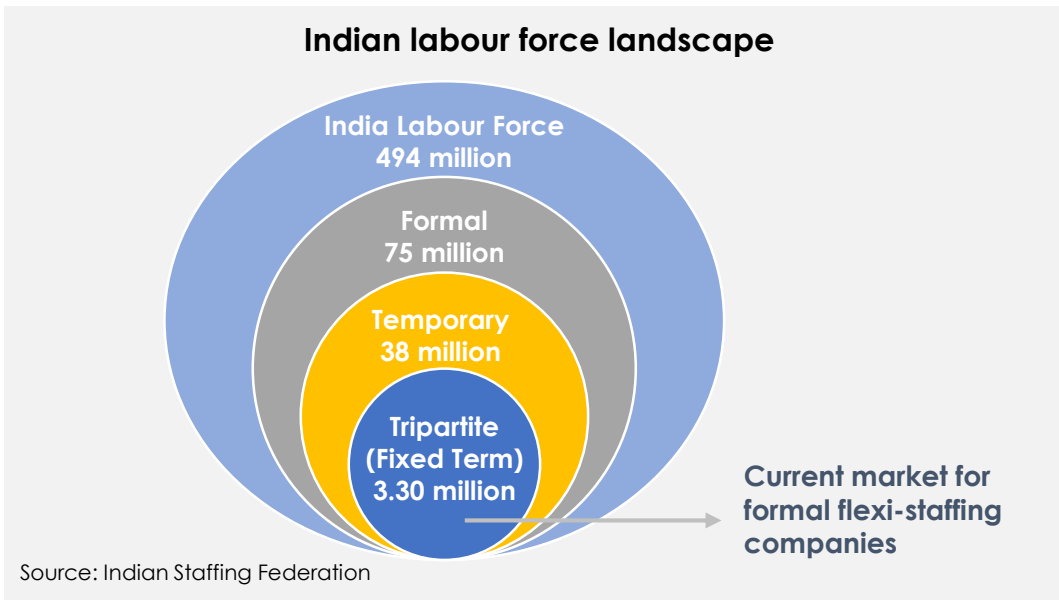 Indian labour force landscape
India Labour Force
494 million
Formal
75 million
Temporary
38 million
Tripartite
(Fixed Term)
3.30 million
Current market for
formal flexi-staffing
companies
Source: Indian Staffing Federation